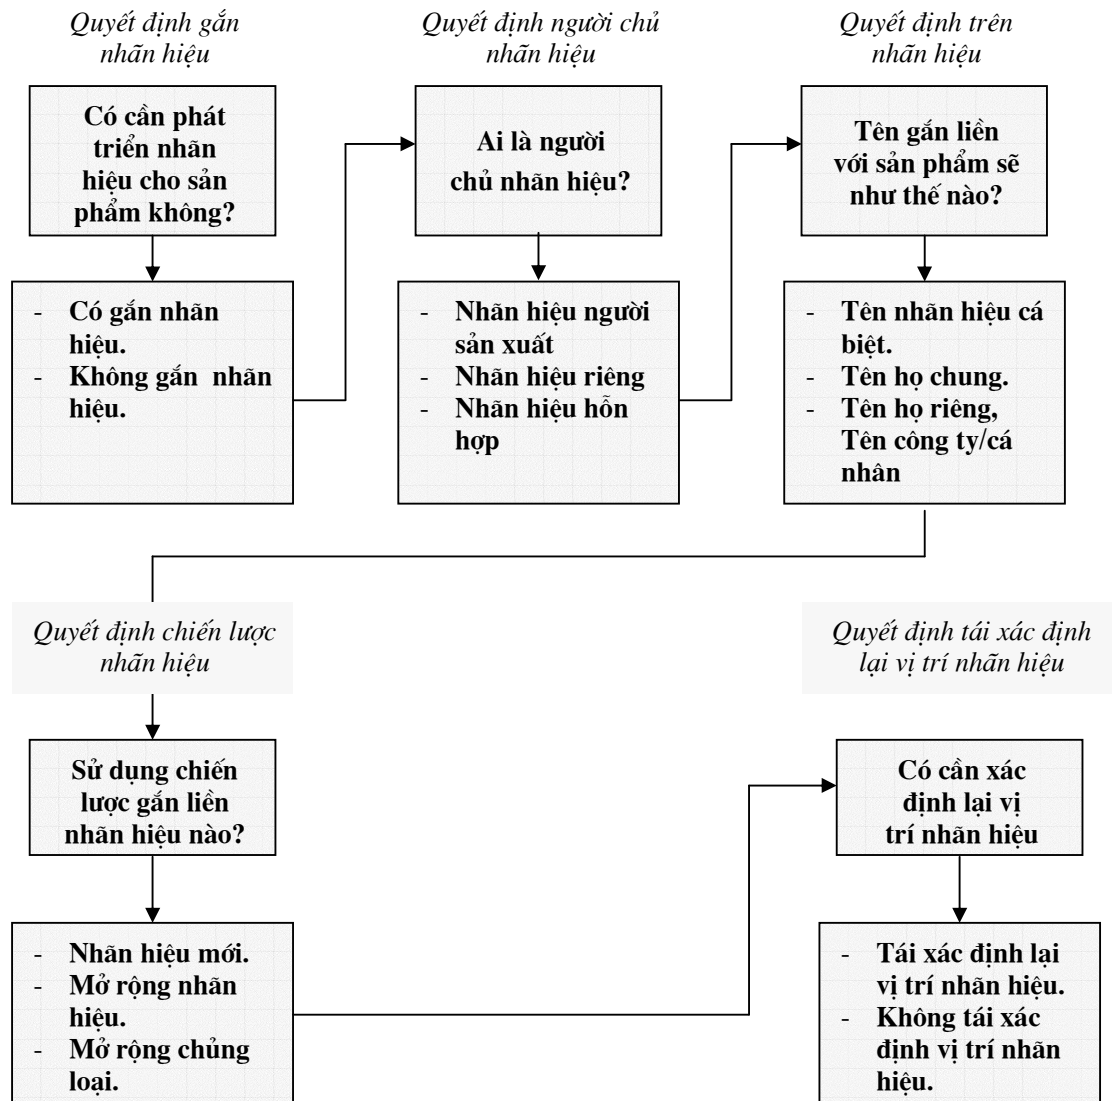 Quyết định gắn
nhãn hiệu
Quyết định người chủ
nhãn hiệu
Quyết định trên
nhãn hiệu
Có cần phát
triển nhãn
hiệu cho sản
phẩm không?
Ai là người
chủ nhãn hiệu?
Tên gắn liền
với sản phẩm sẽ
như thế nào?
- Có gắn nhãn
hiệu.
- Không gắn nhãn
hiệu.
- Nhãn hiệu người
sản xuất
- Nhãn hiệu riêng
- Nhãn hiệu hỗn
hợp
- Tên nhãn hiệu cá
biệt.
- Tên họ chung.
- Tên họ riêng,
Tên công ty/cá
nhân
Quyết định chiến lược
nhãn hiệu
Quyết định tái xác định
lại vị trí nhãn hiệu
Sử dụng chiến
lược gắn liền
nhãn hiệu nào?
Có cần xác
định lại vị
trí nhãn hiệu
- Nhãn hiệu mới.
- Mở rộng nhãn
hiệu.
- Mở rộng chủng
loại.
- Tái xác định lại
vị trí nhãn hiệu.
- Không tái xác
định vị trí nhãn
hiệu.